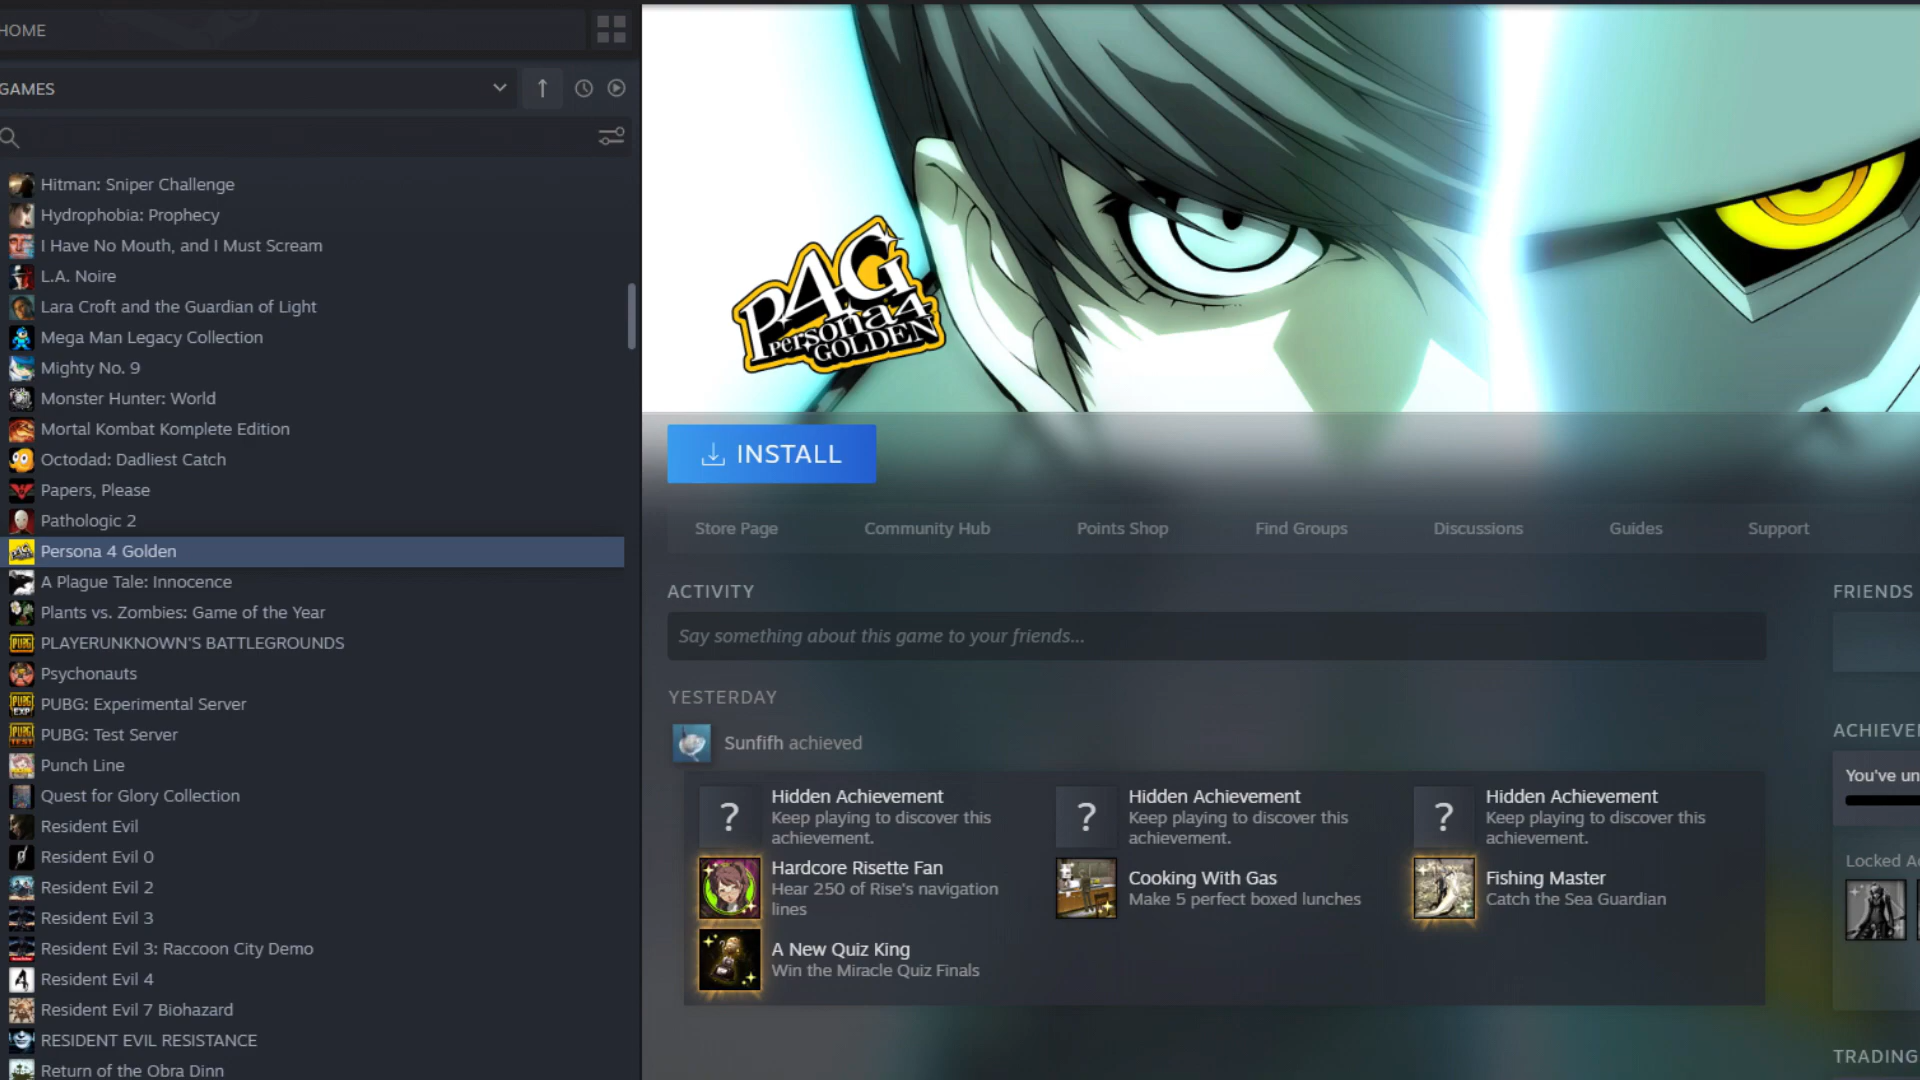 HOME
GAMES
Hitman: Sniper Challenge
Hydrophobia: Prophecy
I Have No Mouth, and I Must Scream
L.A. Noire
Lara Croft and the Guardian of Light
Mega Man Legacy Collection
Mighty No. 9
Monster Hunter: World
Mortal Kombat Komplete Edition
Octodad: Dadliest Catch
Papers, Please
Pathologic 2
Persona 4 Golden
A Plague Tale: Innocence
Plants vs. Zombies: Game of the Year
PLAYERUNKNOWN'S BATTLEGROUNDS
Psychonauts
PUBG: Experimental Server
PUBG: Test Server
Punch Line
Quest for Glory Collection
Resident Evil
Resident Evil 0
Resident Evil 2
Resident Evil 3
Resident Evil 3: Raccoon City Demo
Resident Evil 4
Resident Evil 7 Biohazard
RESIDENT EVIL RESISTANCE
Return of the Obra Dinn
P4G
Persona4
GOLDEN
INSTALL
Store Page
Community Hub
Points Shop
Find Groups
Discussions
Guides
Support
ACTIVITY
Say something about this game to your friends...
YESTERDAY
Sunfifh achieved
Hidden Achievement
Keep playing to discover this
achievement.
Hidden Achievement
Keep playing to discover this
achievement.
Hidden Achievement
Keep playing to discover this
achievement.
Hardcore Risette Fan
Hear 250 of Rise's navigation
lines
Cooking With Gas
Make 5 perfect boxed lunches
Fishing Master
Catch the Sea Guardian
A New Quiz King
Win the Miracle Quiz Finals
FRIENDS
ACHIEVE
You've un
Locked A
TRADING